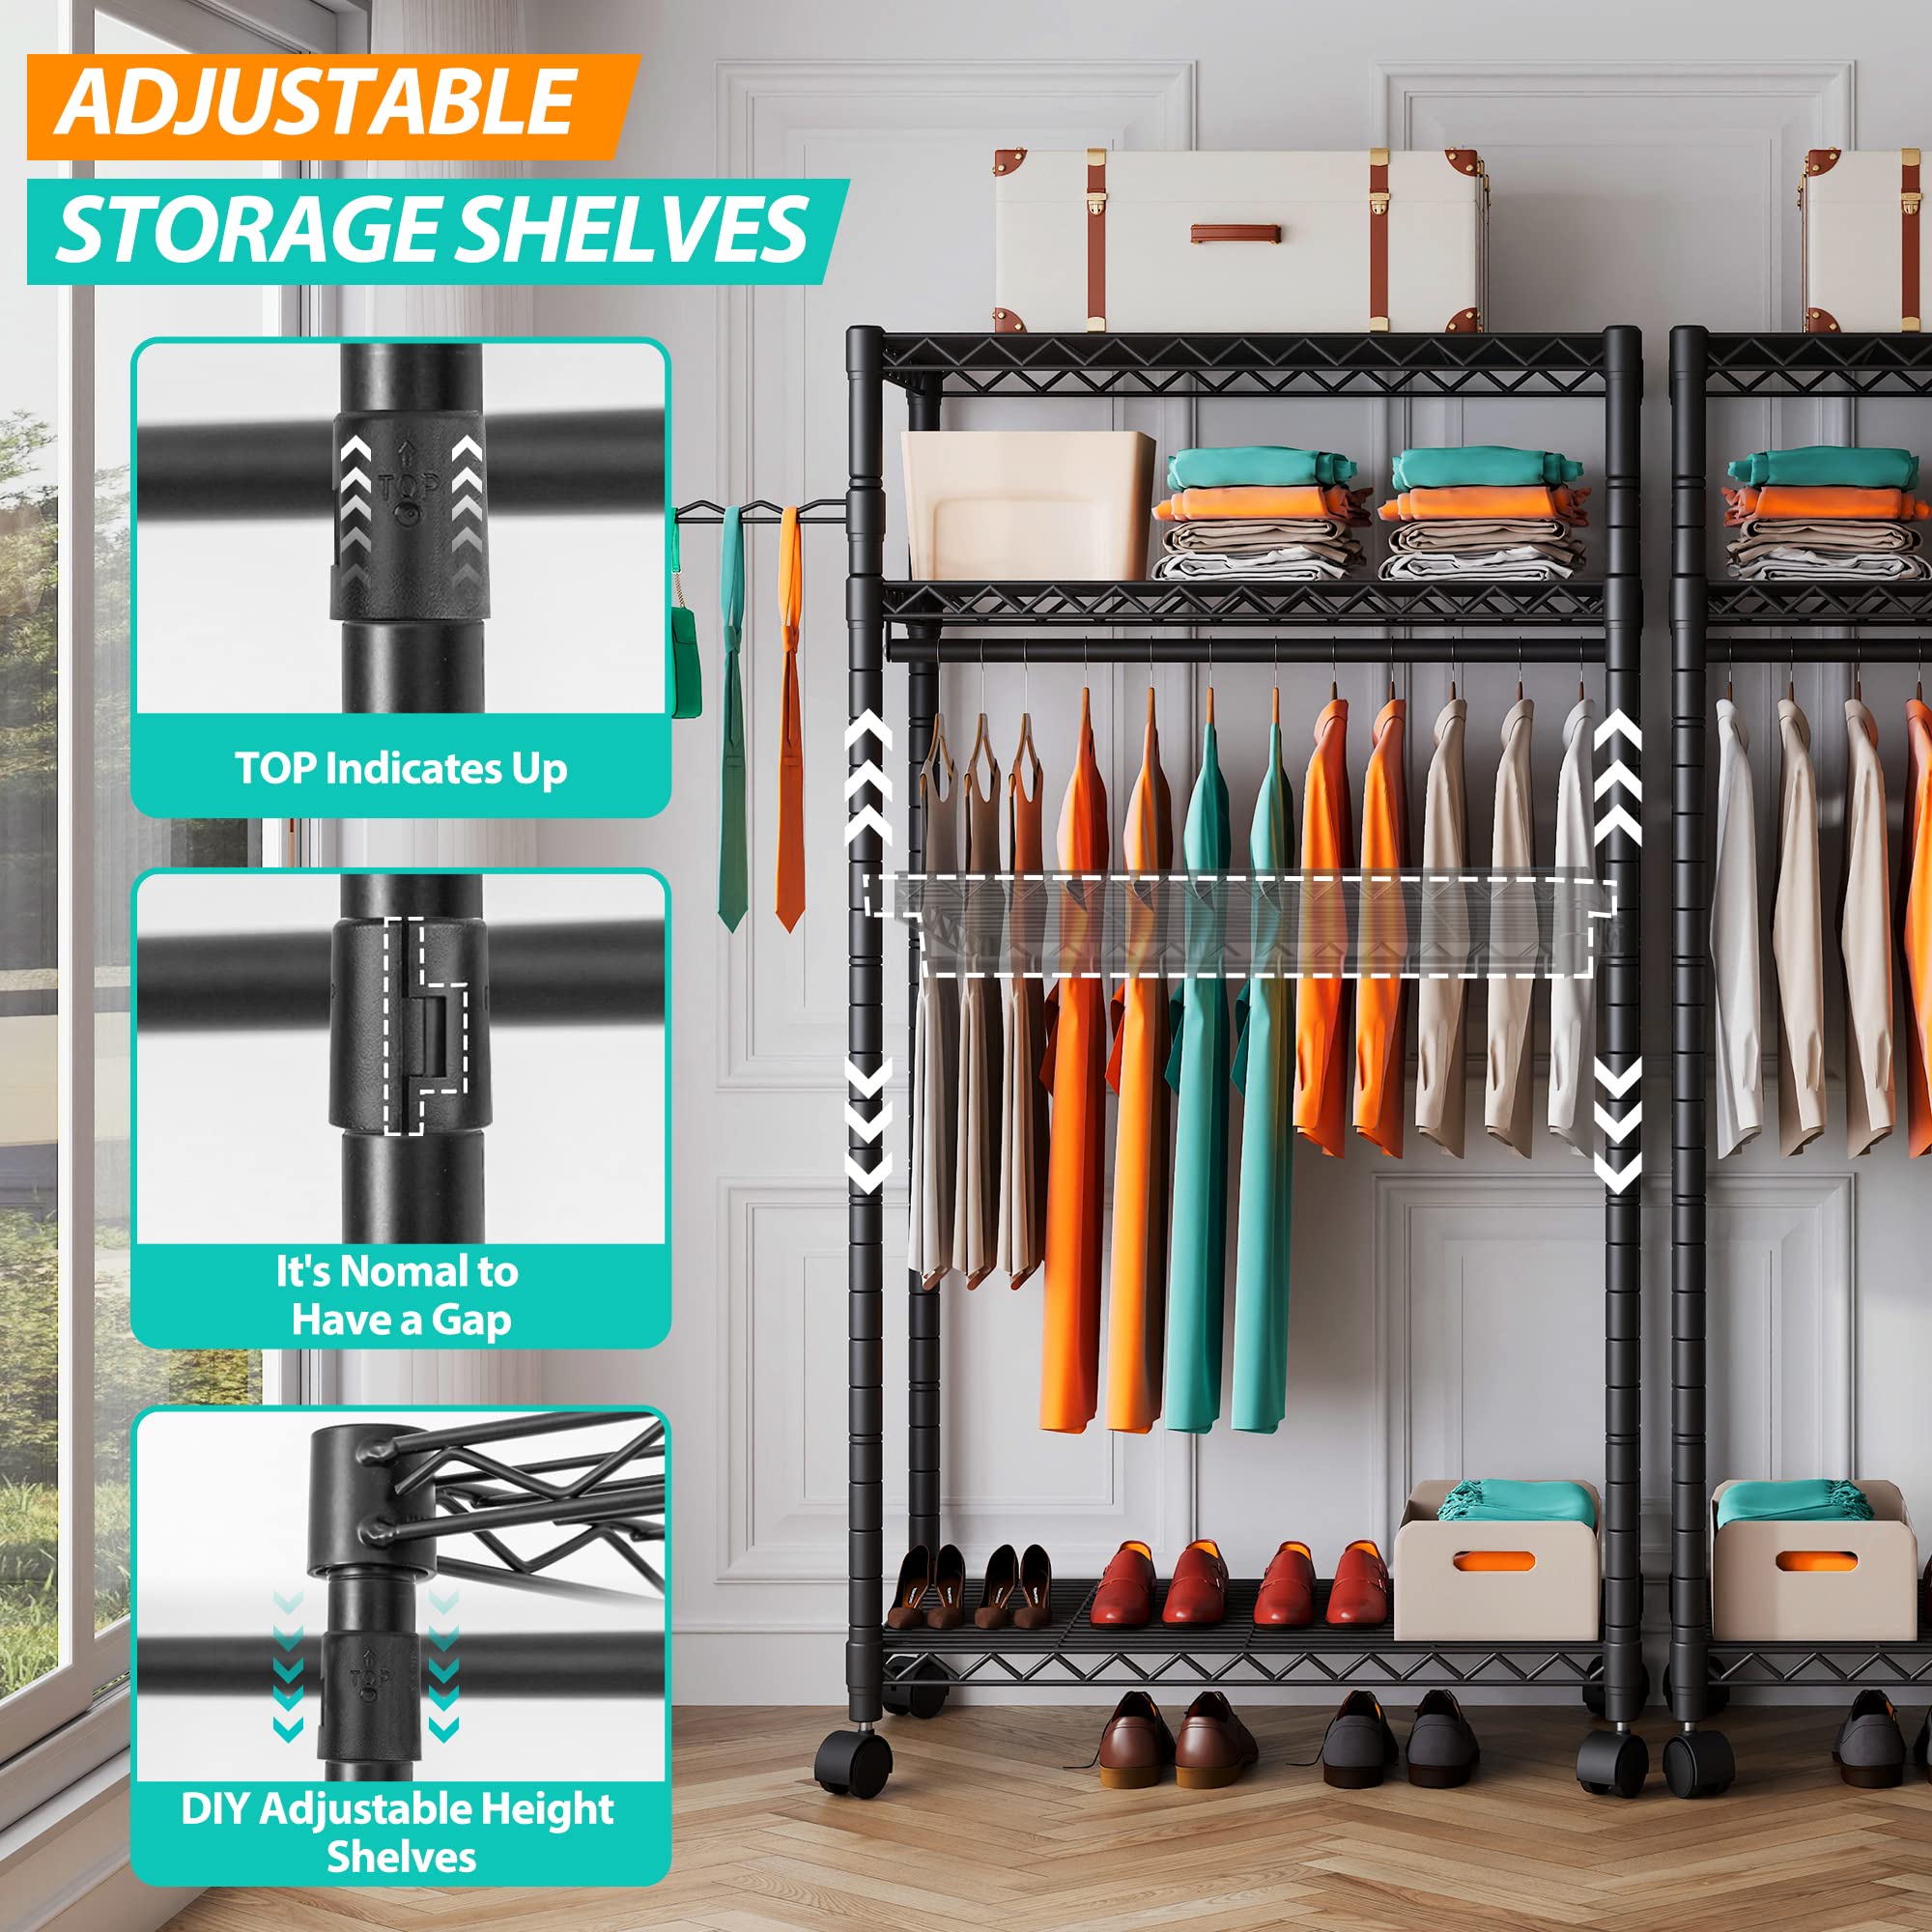 ADJUSTABLE
STORAGE SHELVES
TOP
TOP Indicates Up
It's Nomal to
Have a Gap
TOP
DIY Adjustable Height
Shelves